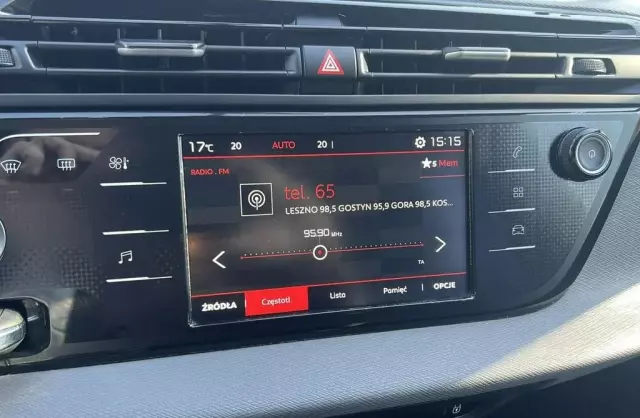 17°C 20 AUTO 20 15:15
RADIO . FM
5 Mem
tel. 65
LESZNO 98,5 GOSTYN 95,9 GORA 98,5 KOS...
95.90 MHz
TA
ŹRÓDŁA Częstotl. Lista Pamięć OPCJE